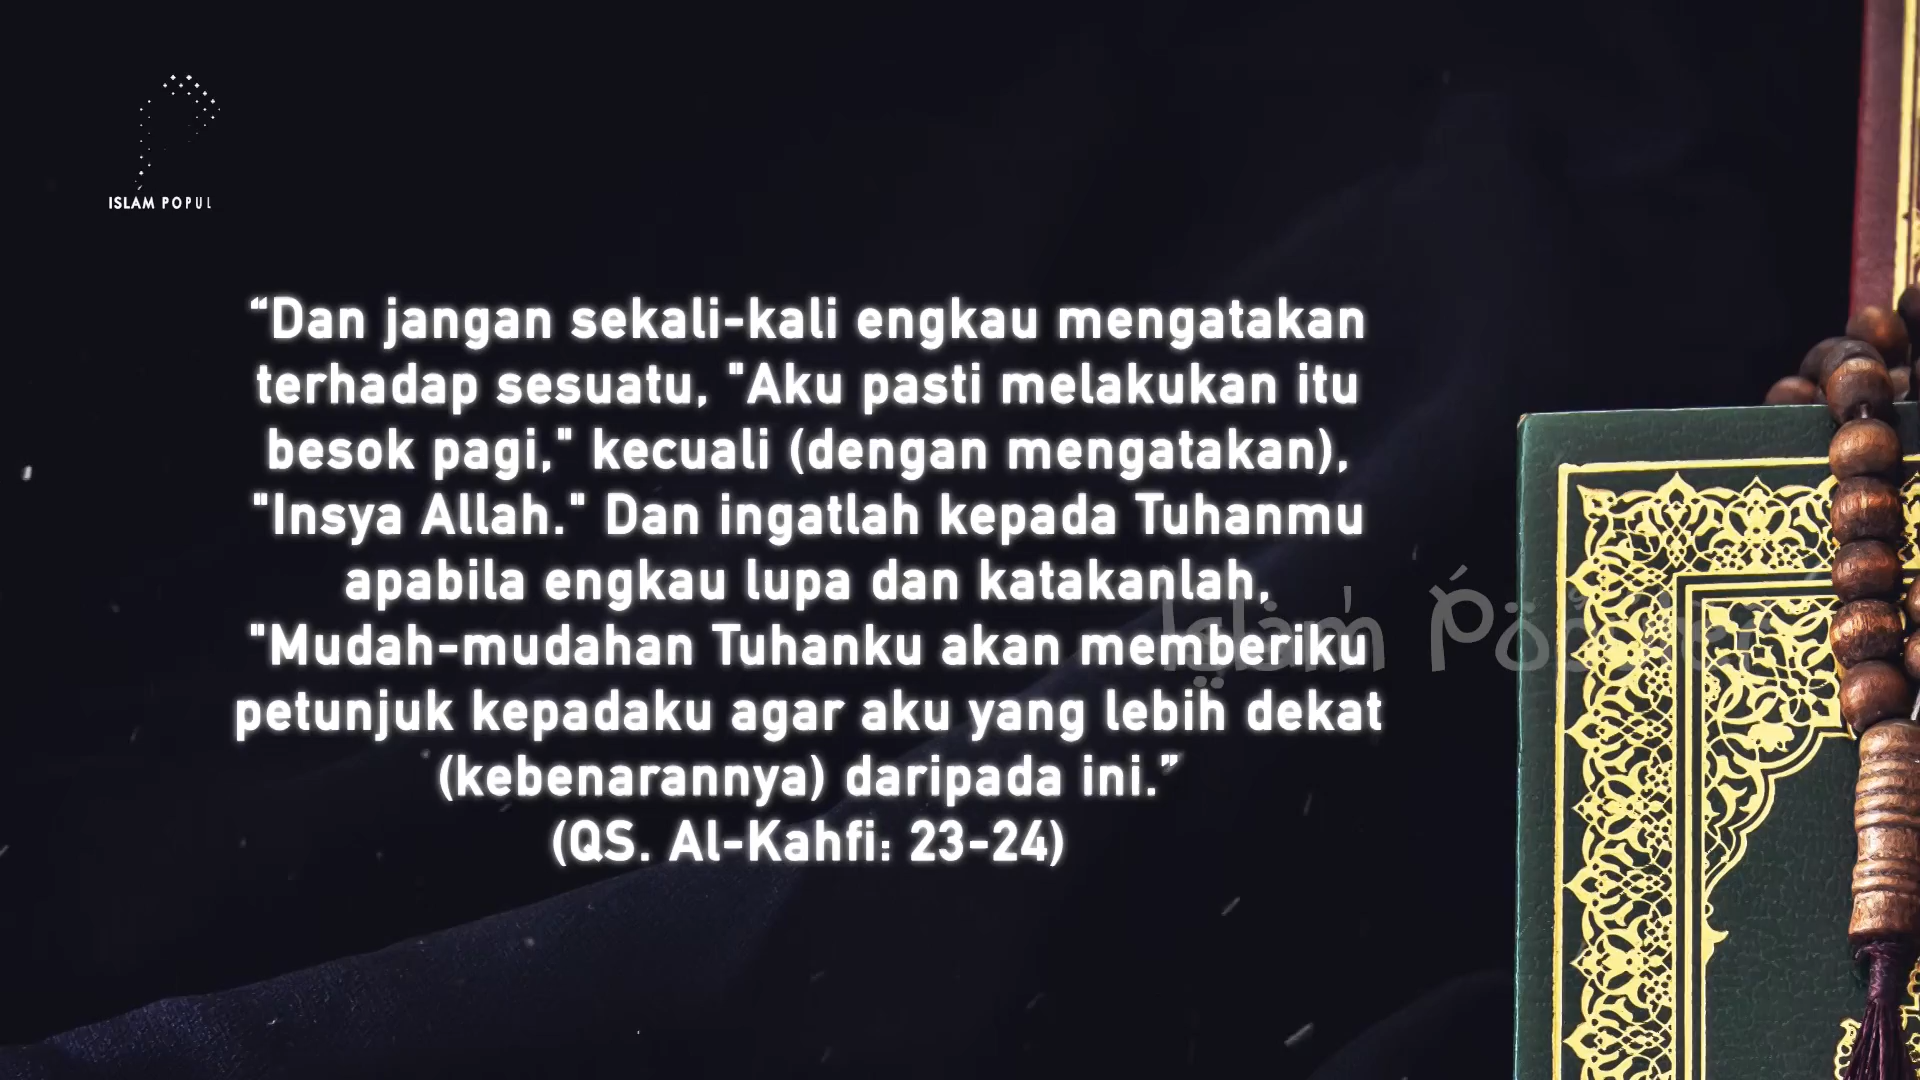 ISLAM POPUL
“Dan jangan sekali-kali engkau mengatakan
terhadap sesuatu, "Aku pasti melakukan itu
besok pagi," kecuali (dengan mengatakan),
"Insya Allah." Dan ingatlah kepada Tuhanmu
apabila engkau lupa dan katakanlah,
"Mudah-mudahan Tuhanku akan memberiku
petunjuk kepadaku agar aku yang lebih dekat
(kebenarannya) daripada ini.”
(QS. Al-Kahfi: 23-24)